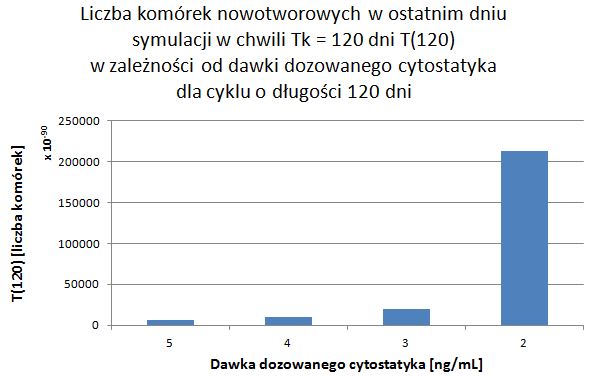 Liczba komórek nowotworowych w ostatnim dniu
symulacji w chwili Tk = 120 dni T(120)
w zależności od dawki dozowanego cytostatyka
dla cyklu o długości 120 dni
T(120) [liczba komórek]
x 10⁻⁹⁰
250000
200000
150000
100000
50000
0
5 4 3 2
Dawka dozowanego cytostatyka [ng/mL]